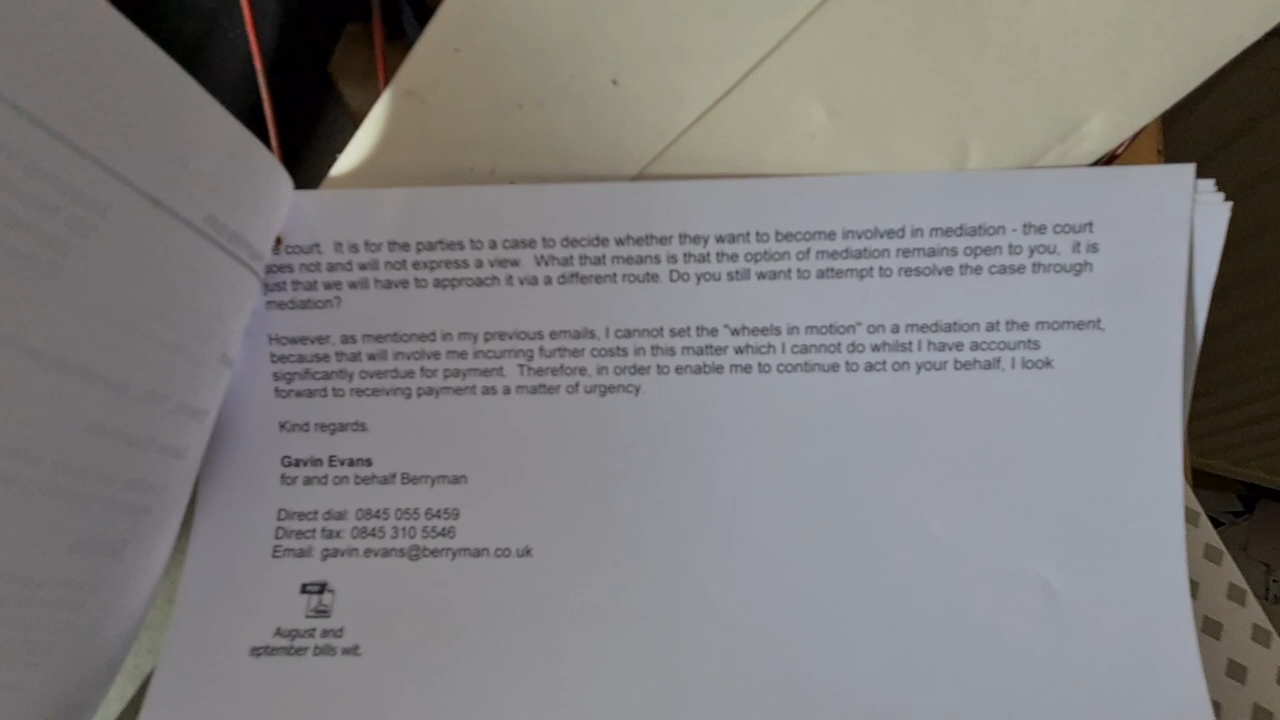 e court. It is for the parties to a case to decide whether they want to become involved in mediation - the court
does not and will not express a view. What that means is that the option of mediation remains open to you, it is
just that we will have to approach it via a different route. Do you still want to attempt to resolve the case through
mediation?
However, as mentioned in my previous emails, I cannot set the "wheels in motion" on a mediation at the moment,
because that will involve me incurring further costs in this matter which I cannot do whilst I have accounts
significantly overdue for payment. Therefore, in order to enable me to continue to act on your behalf, I look
forward to receiving payment as a matter of urgency.
Kind regards.
Gavin Evans
for and on behalf Berryman
Direct dial: 0845 055 6459
Direct fax: 0845 310 5546
Email: gavin.evans@berryman.co.uk
PDF
August and
eptember bills wit.